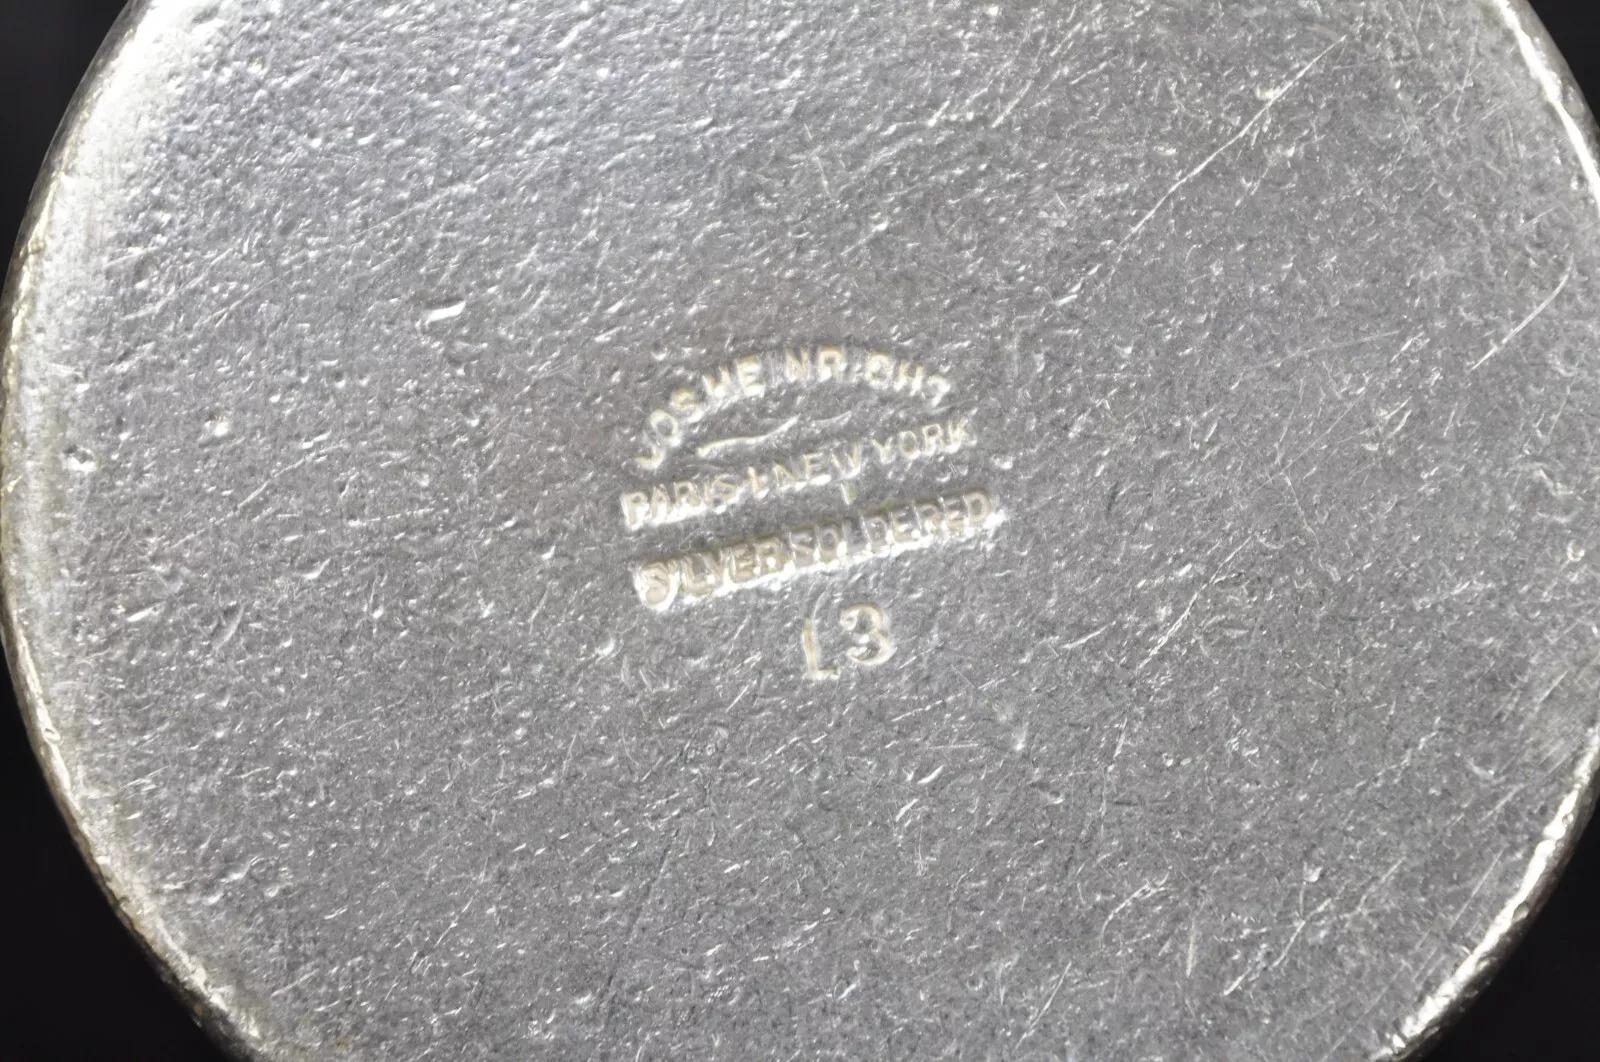 JOS HEINRICHS
PARIS & NEW YORK
SILVER SOLDERED
L3